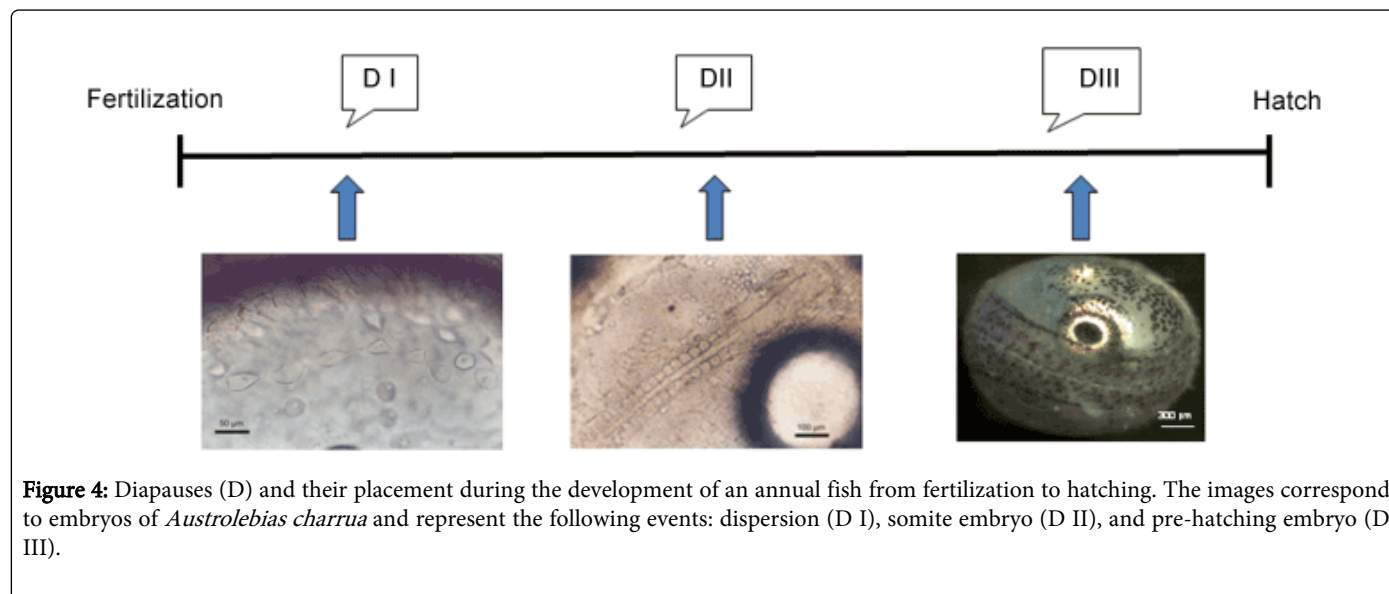 D I
DII
DIII
Fertilization
Hatch
50 µm
100 µm
300 µm
Figure 4: Diapauses (D) and their placement during the development of an annual fish from fertilization to hatching. The images correspond
to embryos of Austrolebias charrua and represent the following events: dispersion (D I), somite embryo (D II), and pre-hatching embryo (D
III).